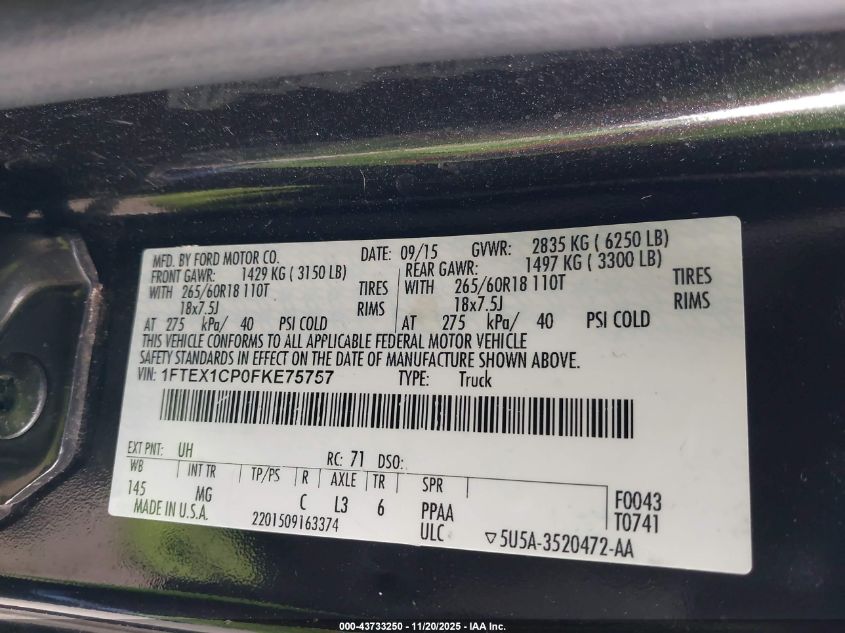 MFD. BY FORD MOTOR CO. DATE: 09/15 GVWR: 2835 KG ( 6250 LB)
FRONT GAWR: 1429 KG ( 3150 LB) REAR GAWR: 1497 KG ( 3300 LB)
WITH 265/60R18 110T TIRES WITH 265/60R18 110T TIRES
18x7.5J RIMS 18x7.5J RIMS
AT 275 kPa/ 40 PSI COLD AT 275 kPa/ 40 PSI COLD
THIS VEHICLE CONFORMS TO ALL APPLICABLE FEDERAL MOTOR VEHICLE
SAFETY STANDARDS IN EFFECT ON THE DATE OF MANUFACTURE SHOWN ABOVE.
VIN: 1FTEX1CP0FKE75757 TYPE: Truck
EXT PNT: UH RC: 71 DSO:
WB INT TR TP/PS R AXLE TR SPR
145 MG C L3 6 PPAA F0043
MADE IN U.S.A. 2201509163374 ULC T0741
▽5U5A-3520472-AA
000-43733250 - 11/20/2025 - IAA Inc.